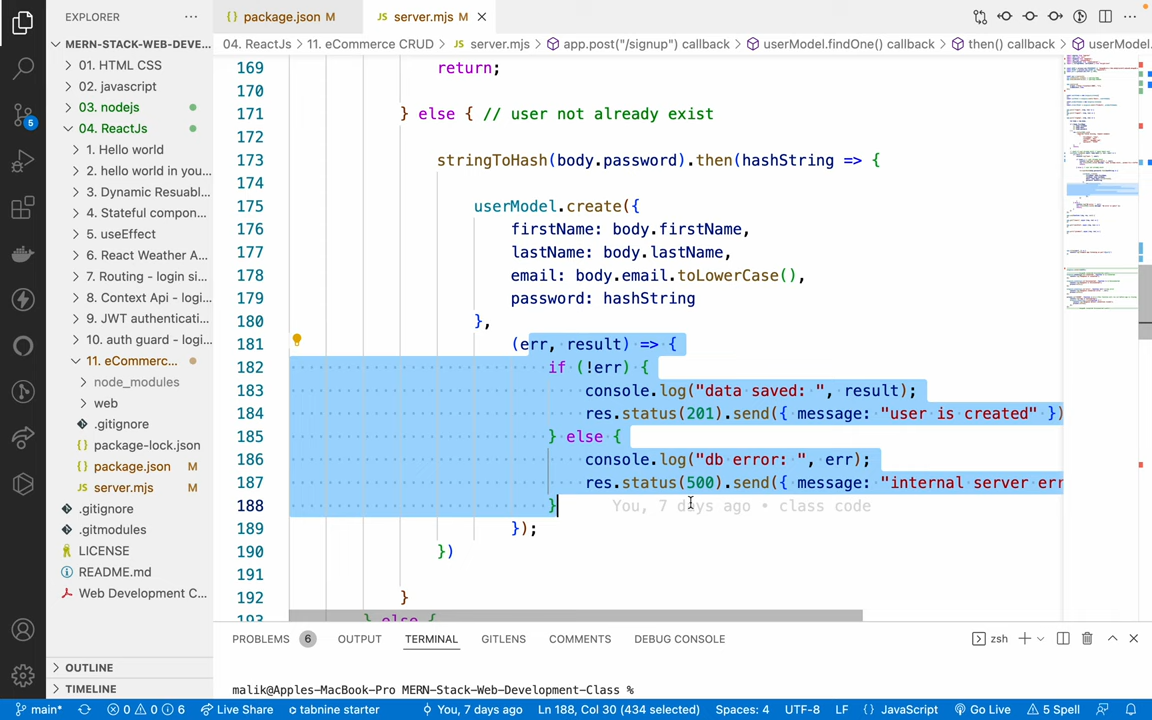 EXPLORER
package.json M
JS server.mjs M
MERN-STACK-WEB-DEVE...
04. ReactJs > 11. eCommerce CRUD > JS server.mjs > app.post("/signup") callback > userModel.findOne() callback > then() callback > userModel.
01. HTML CSS
02. javascript
03. nodejs
04. ReactJs
1. Hello world
2. hello world in you...
3. Dynamic Resuabl...
4. Stateful compon...
5. useEffect
6. React Weather A...
7. Routing - login si...
8. Context Api - logi...
9. JWT authenticati...
10. auth guard - logi...
11. eCommerc...
node_modules
web
.gitignore
package-lock.json
package.json M
JS server.mjs M
.gitignore
.gitmodules
LICENSE
README.md
Web Development C...
OUTLINE
TIMELINE
5
169 return;
170
171 } else { // user not already exist
172
173 stringToHash(body.password).then(hashString => {
174
175 userModel.create({
176 firstName: body.firstName,
177 lastName: body.lastName,
178 email: body.email.toLowerCase(),
179 password: hashString
180 },
181 (err, result) => {
182 if (!err) {
183 console.log("data saved: ", result);
184 res.status(201).send({ message: "user is created" })
185 } else {
186 console.log("db error: ", err);
187 res.status(500).send({ message: "internal server err
188 } You, 7 days ago • class code
189 });
190 })
191
192 }
193 } else {
PROBLEMS 6 OUTPUT TERMINAL GITLENS COMMENTS DEBUG CONSOLE zsh
malik@Apples-MacBook-Pro MERN-Stack-Web-Development-Class %
main* 0 0 6 Live Share tabnine starter You, 7 days ago Ln 188, Col 30 (434 selected) Spaces: 4 UTF-8 LF {} JavaScript Go Live 5 Spell